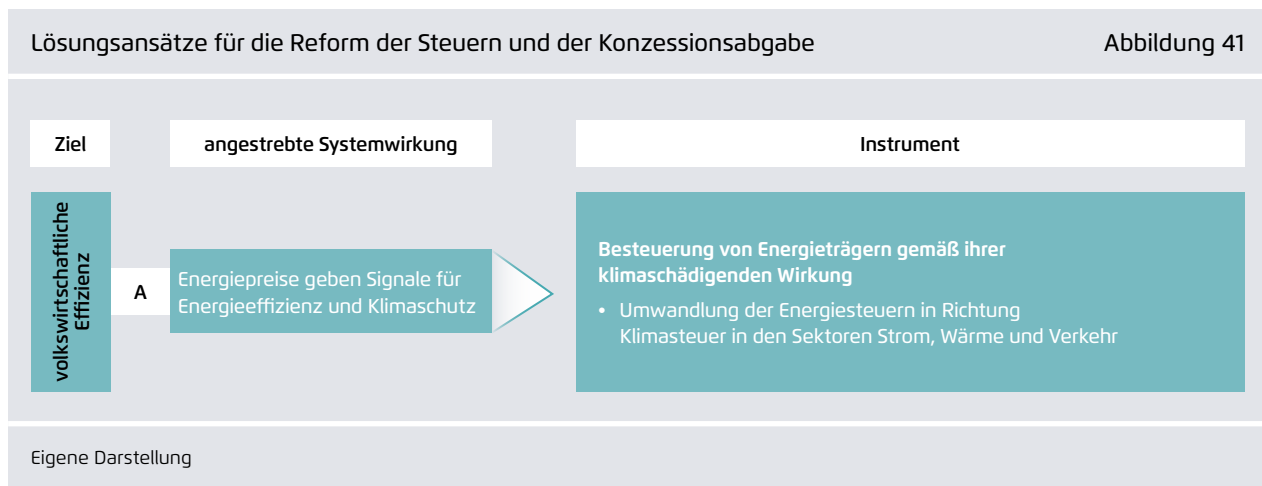 Lösungsansätze für die Reform der Steuern und der Konzessionsabgabe
Abbildung 41
Ziel
angestrebte Systemwirkung
Instrument
volkswirtschaftliche
Effizienz
A
Energiepreise geben Signale für
Energieeffizienz und Klimaschutz
Besteuerung von Energieträgern gemäß ihrer
klimaschädigenden Wirkung
• Umwandlung der Energiesteuern in Richtung
Klimasteuer in den Sektoren Strom, Wärme und Verkehr
Eigene Darstellung